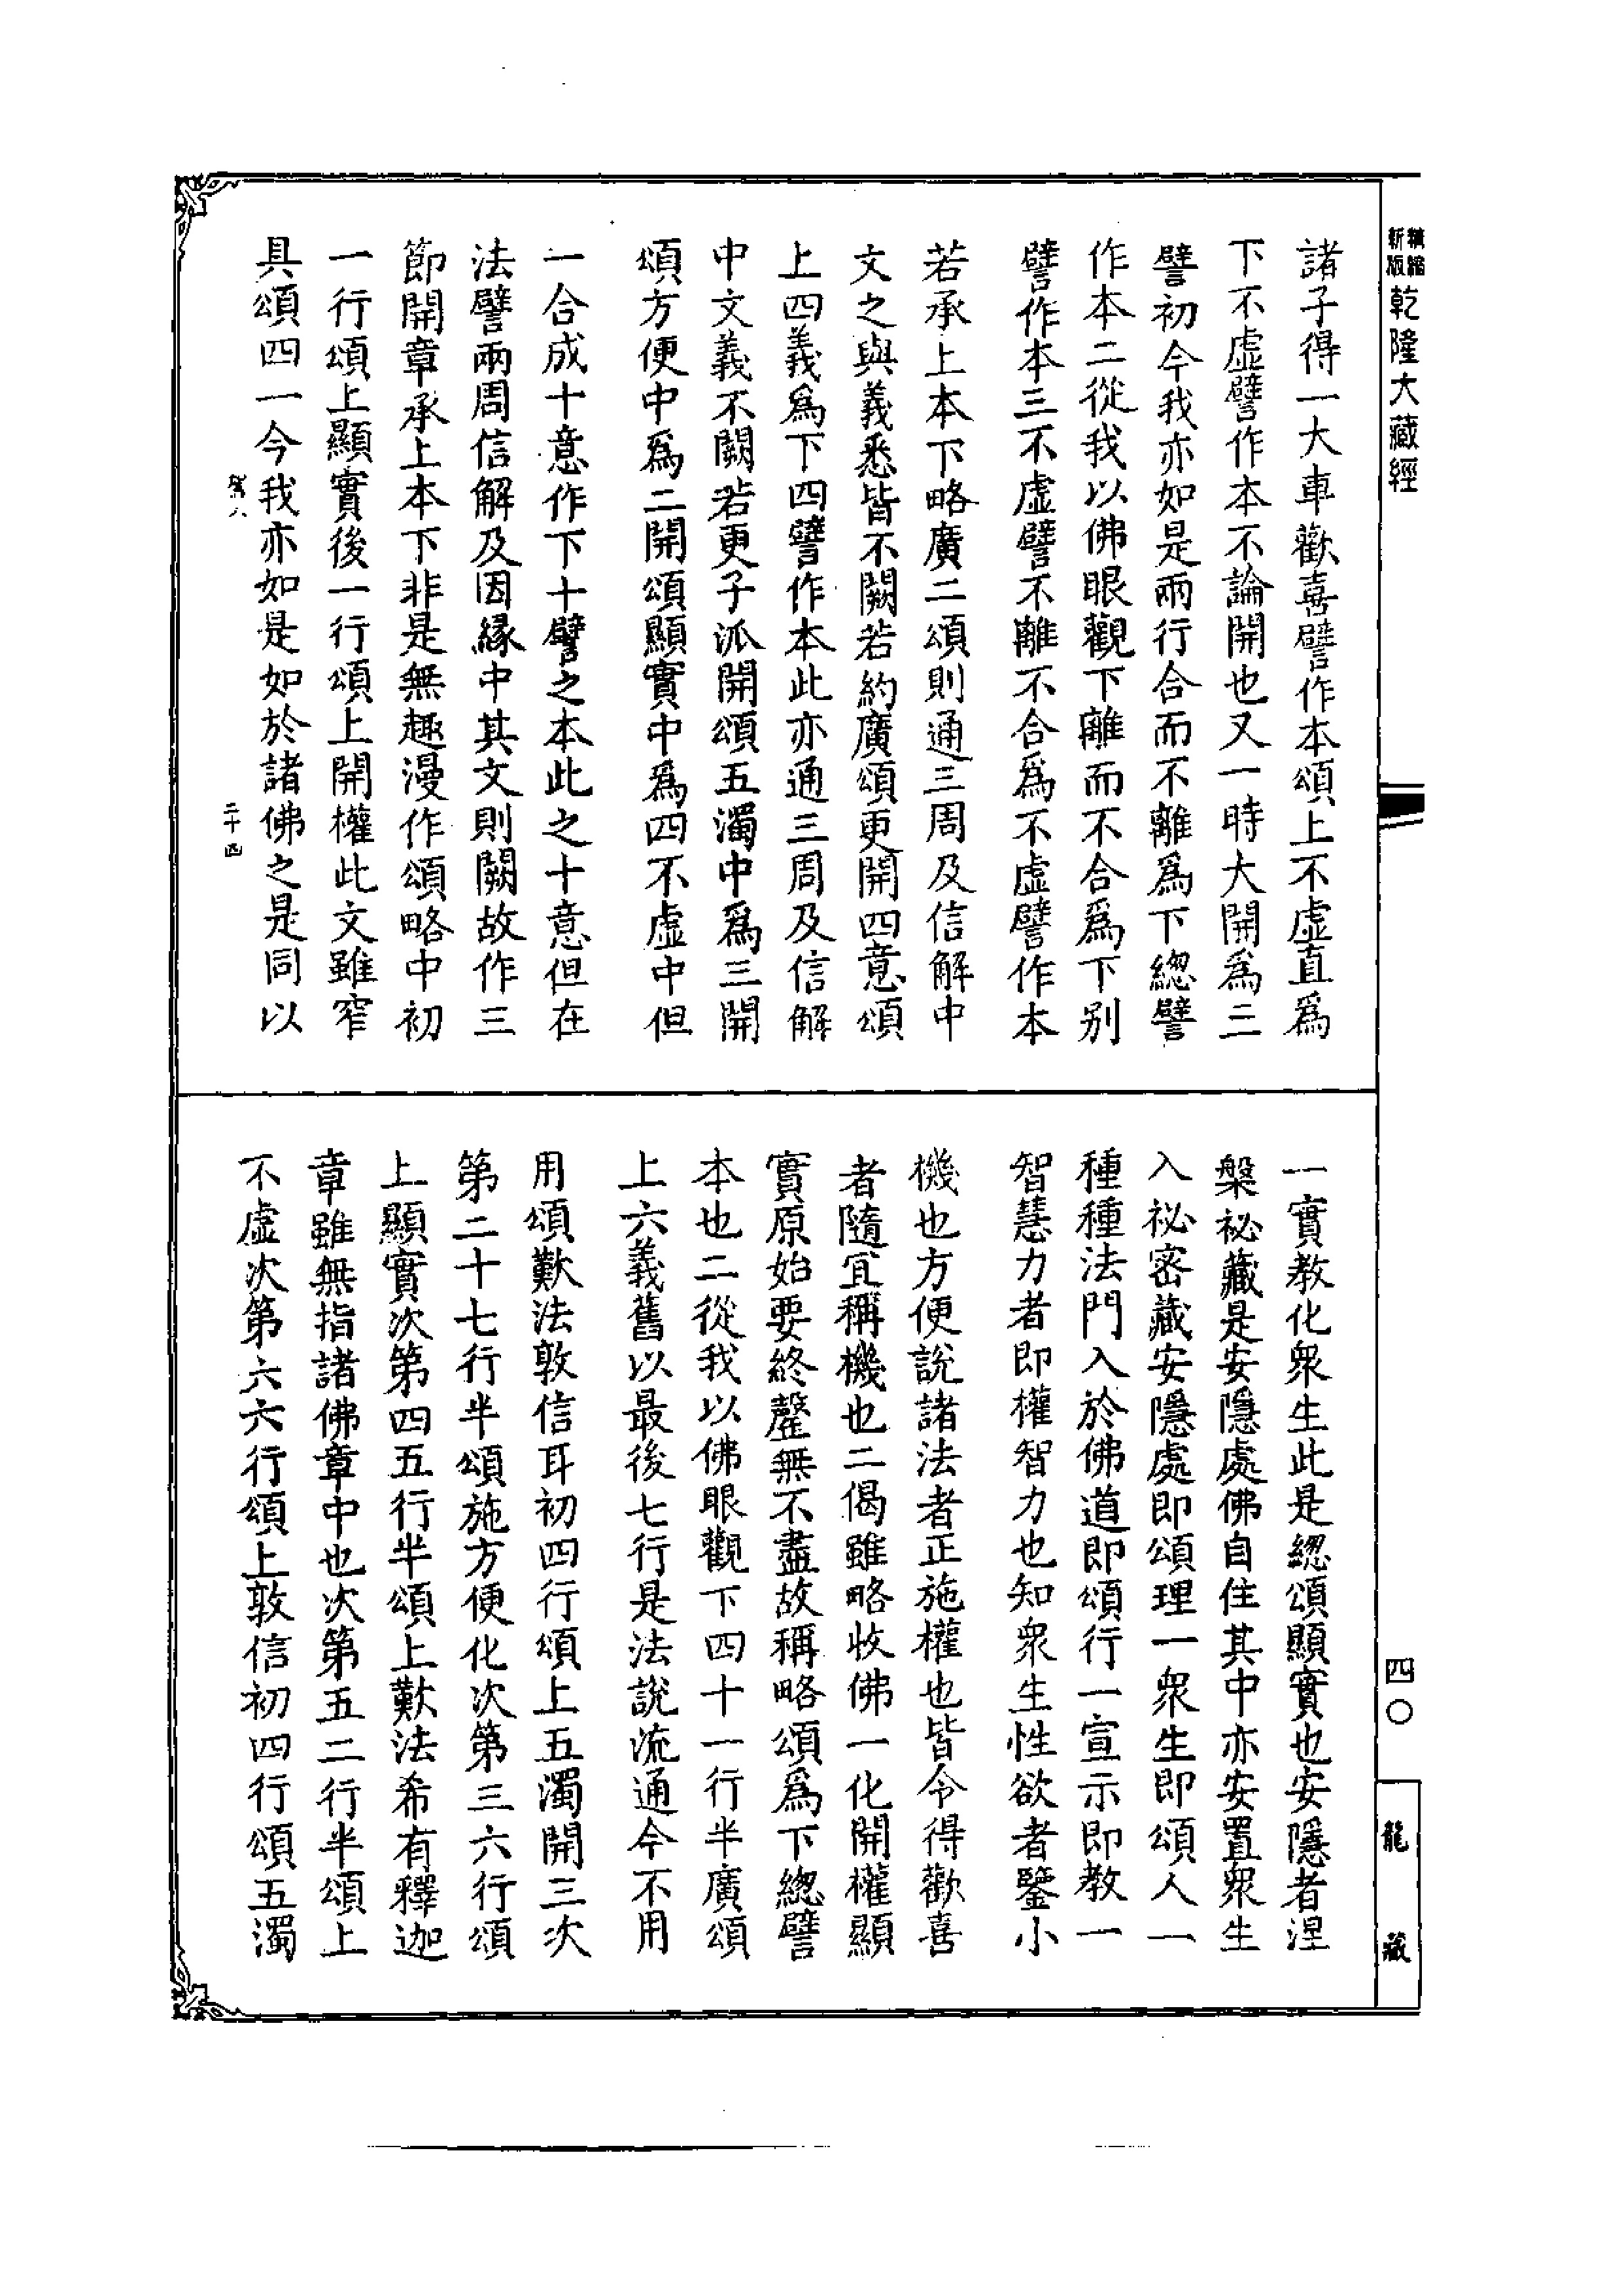 精縮新版乾隆大藏經
諸子得一大車歡喜譬作本頌上不虛直爲
下不虛譬作本不論開也又一時大開爲三
譬初今我亦如是兩行合而不離爲下總譬
作本二從我以佛眼觀下離而不合爲下别
譬作本三不虛譬不離不合爲不虛譬作本
若承上本下略廣二頌則通三周及信解中
文之與義悉皆不闕若約廣頌更開四意頌
上四義爲下四譬作本此亦通三周及信解
中文義不闕若更子派開頌五濁中爲三開
頌方便中爲二開頌顯實中爲四不虛中但
一合成十意作下十譬之本此之十意但在
法譬兩周信解及因緣中其文則闕故作三
節開章承上本下非是無趣漫作頌略中初
一行頌上顯實後一行頌上開權此文雖窄
具頌四一今我亦如是如於諸佛之是同以
二十四
一實教化衆生此是總頌顯實也安隱者涅
槃祕藏是安隱處佛自住其中亦安置衆生
入祕密藏安隱處即頌理一衆生即頌人一
種種法門入於佛道即頌行一宣示即教一
智慧力者即權智力也知衆生性欲者鑒小
機也方便說諸法者正施權也皆令得歡喜
者隨宜稱機也二偈雖略收佛一化開權顯
實原始要終罄無不盡故稱略頌爲下總譬
本也二從我以佛眼觀下四十一行半廣頌
上六義舊以最後七行是法說流通今不用
用頌歎法敦信耳初四行頌上五濁開三次
第二十七行半頌施方便化次第三六行頌
上顯實次第四五行半頌上歎法希有釋迦
章雖無指諸佛章中也次第五二行半頌上
不虛次第六六行頌上敦信初四行頌五濁
四〇
龍藏